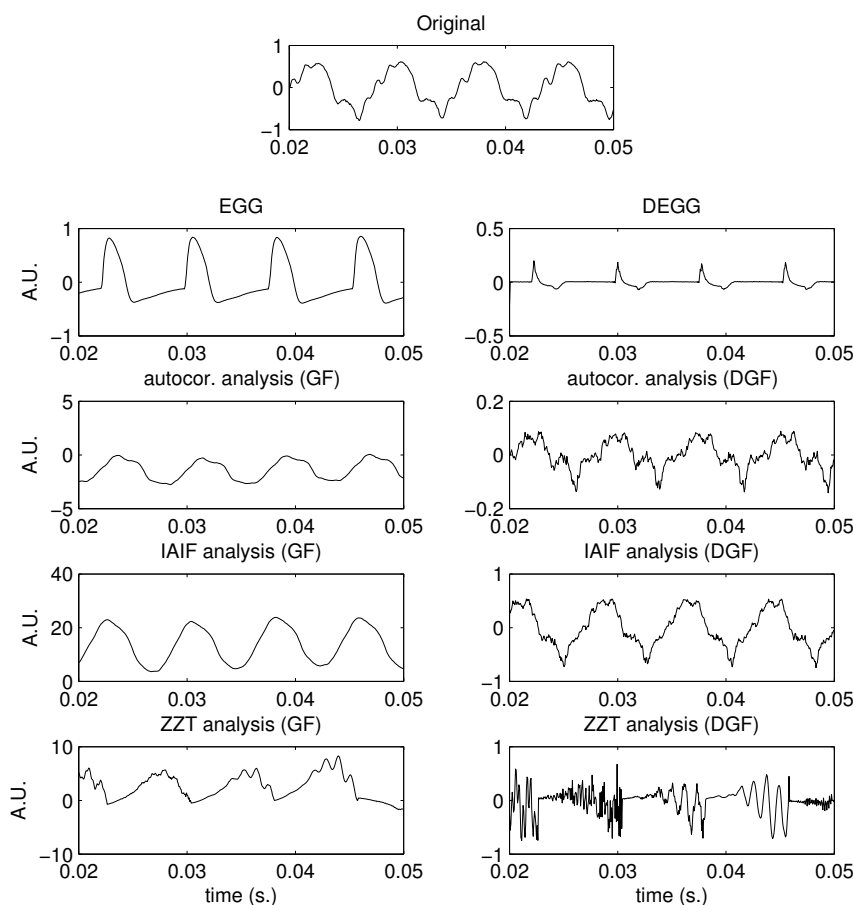 Original
1
0
−1
0.02 0.03 0.04 0.05
EGG
DEGG
1
0
−1
A.U.
0.02 0.03 0.04 0.05
0.5
0
−0.5
0.02 0.03 0.04 0.05
autocor. analysis (GF)
autocor. analysis (DGF)
5
0
−5
A.U.
0.02 0.03 0.04 0.05
0.2
0
−0.2
0.02 0.03 0.04 0.05
IAIF analysis (GF)
IAIF analysis (DGF)
40
20
0
A.U.
0.02 0.03 0.04 0.05
1
0
−1
0.02 0.03 0.04 0.05
ZZT analysis (GF)
ZZT analysis (DGF)
10
0
−10
A.U.
0.02 0.03 0.04 0.05
time (s.)
1
0
−1
0.02 0.03 0.04 0.05
time (s.)